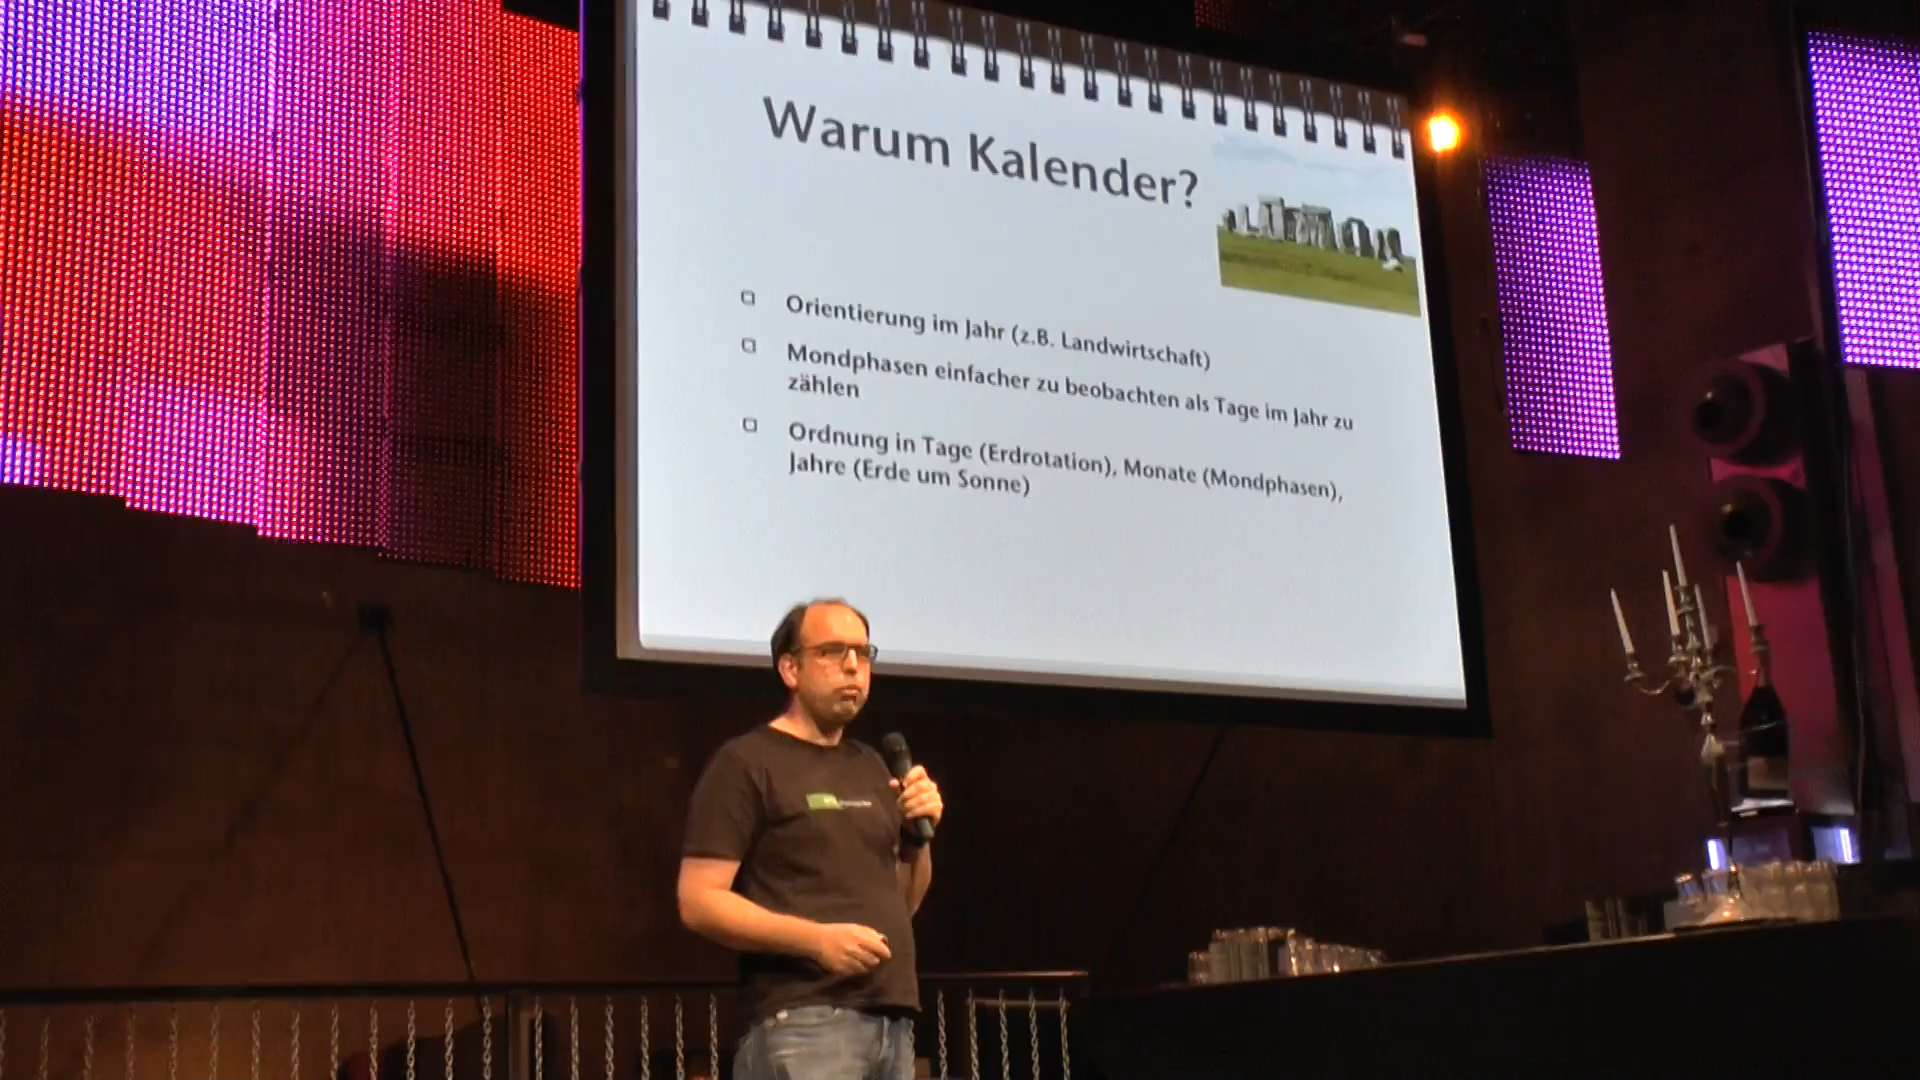 Warum Kalender?
Orientierung im Jahr (z.B. Landwirtschaft)
Mondphasen einfacher zu beobachten als Tage im Jahr zu
zählen
Ordnung in Tage (Erdrotation), Monate (Mondphasen),
Jahre (Erde um Sonne)